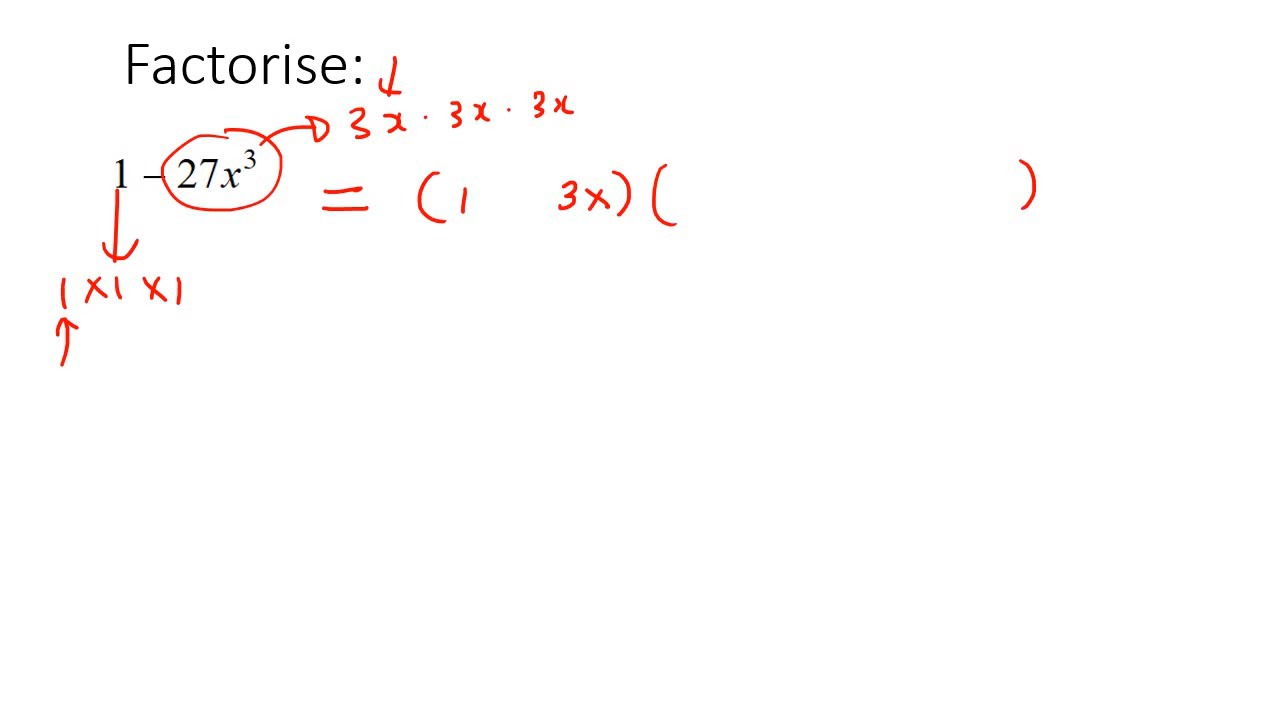 Factorise:
3x · 3x · 3x
1 – 27x³ = (1 3x)( )
1 ×1 ×1